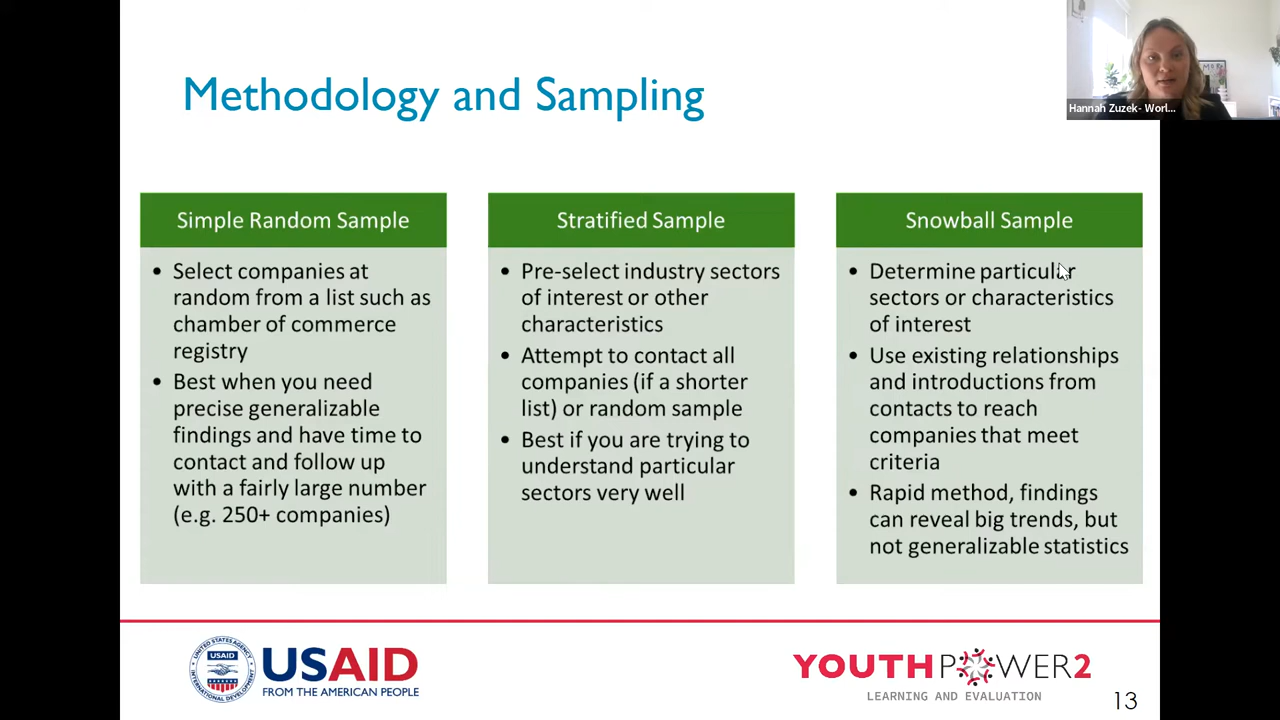 Methodology and Sampling
Hannah Zuzek- Worl...
Simple Random Sample
• Select companies at
random from a list such as
chamber of commerce
registry
• Best when you need
precise generalizable
findings and have time to
contact and follow up
with a fairly large number
(e.g. 250+ companies)
Stratified Sample
• Pre-select industry sectors
of interest or other
characteristics
• Attempt to contact all
companies (if a shorter
list) or random sample
• Best if you are trying to
understand particular
sectors very well
Snowball Sample
• Determine particular
sectors or characteristics
of interest
• Use existing relationships
and introductions from
contacts to reach
companies that meet
criteria
• Rapid method, findings
can reveal big trends, but
not generalizable statistics
UNITED STATES AGENCY
USAID
INTERNATIONAL DEVELOPMENT
USAID
FROM THE AMERICAN PEOPLE
YOUTHPOWER2
LEARNING AND EVALUATION
13